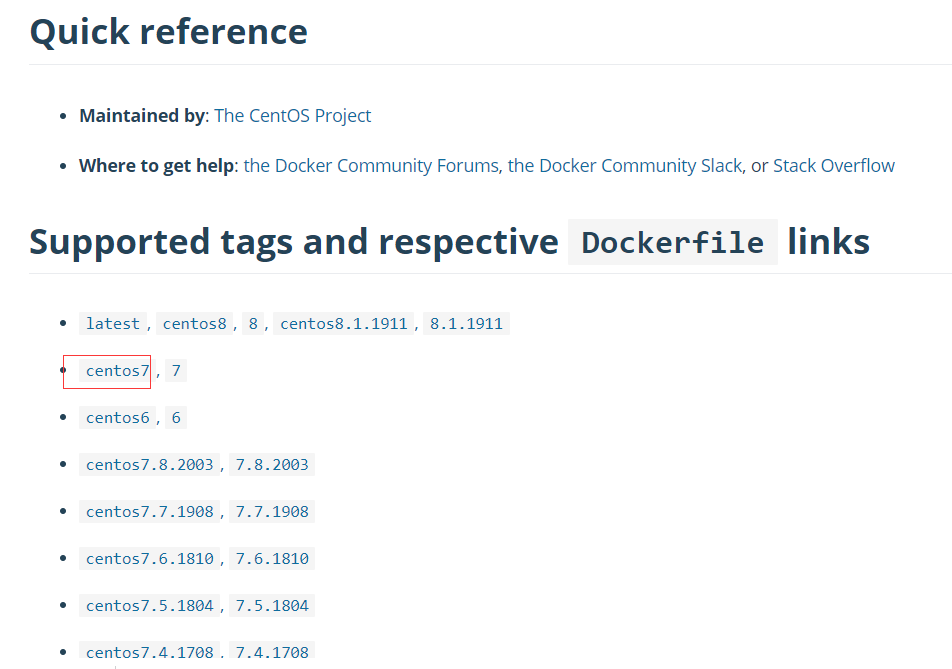 Quick reference
• Maintained by: The CentOS Project
• Where to get help: the Docker Community Forums, the Docker Community Slack, or Stack Overflow
Supported tags and respective Dockerfile links
• latest, centos8, 8, centos8.1.1911, 8.1.1911
• centos7, 7
• centos6, 6
• centos7.8.2003, 7.8.2003
• centos7.7.1908, 7.7.1908
• centos7.6.1810, 7.6.1810
• centos7.5.1804, 7.5.1804
• centos7.4.1708, 7.4.1708